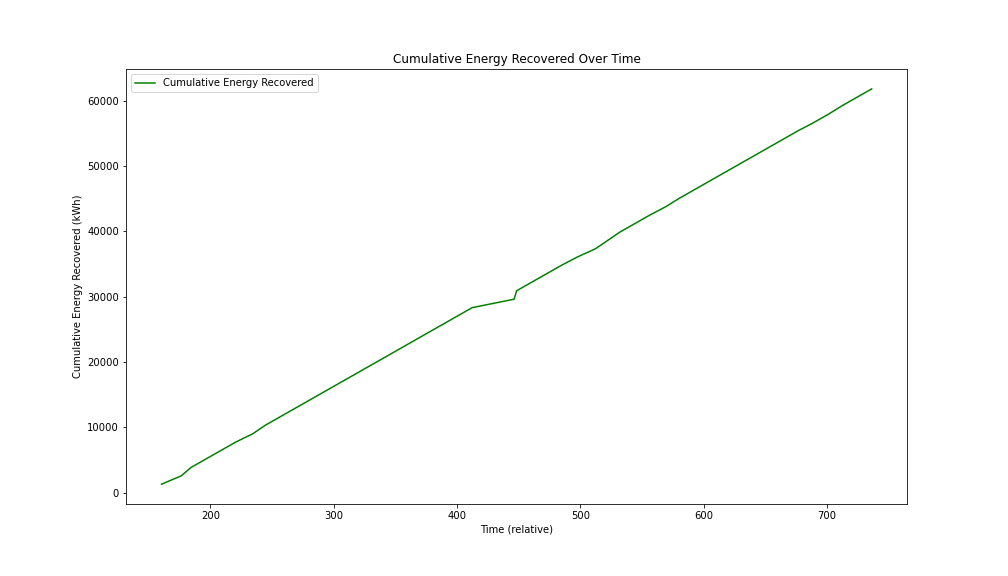 Cumulative Energy Recovered Over Time
Cumulative Energy Recovered
Cumulative Energy Recovered (kWh)
60000
50000
40000
30000
20000
10000
0
200 300 400 500 600 700
Time (relative)